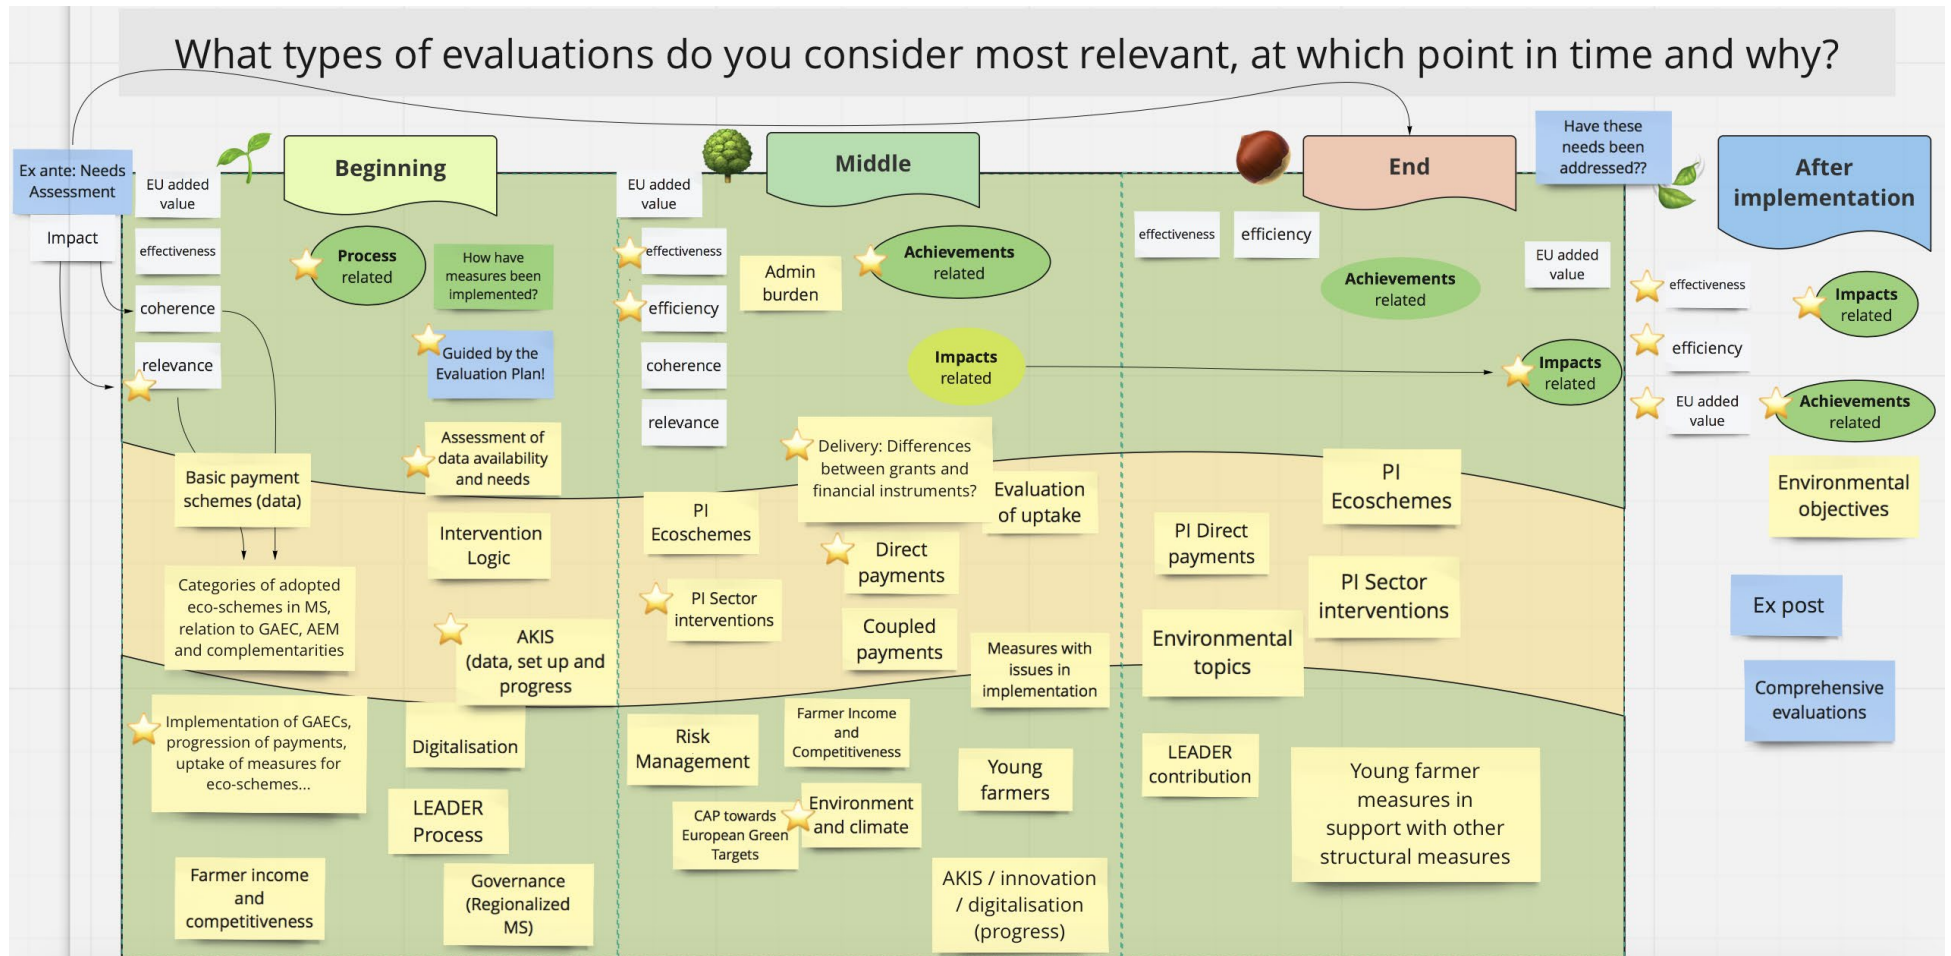 What types of evaluations do you consider most relevant, at which point in time and why?
Ex ante: Needs
Assessment
Impact
Beginning
EU added
value
effectiveness
coherence
relevance
Process
related
How have
measures been
implemented?
Guided by the
Evaluation Plan!
Assessment of
data availability
and needs
Basic payment
schemes (data)
Intervention
Logic
Categories of adopted
eco-schemes in MS,
relation to GAEC, AEM
and complementarities
AKIS
(data, set up and
progress
Implementation of GAECs,
progression of payments,
uptake of measures for
eco-schemes...
Digitalisation
LEADER
Process
Farmer income
and
competitiveness
Governance
(Regionalized
MS)
Middle
EU added
value
effectiveness
efficiency
coherence
relevance
Admin
burden
Achievements
related
Impacts
related
Delivery: Differences
between grants and
financial instruments?
Evaluation
of uptake
PI
Ecoschemes
Direct
payments
PI Sector
interventions
Coupled
payments
Measures with
issues in
implementation
Risk
Management
Farmer Income
and
Competitiveness
Young
farmers
CAP towards
European Green
Targets
Environment
and climate
AKIS / innovation
/ digitalisation
(progress)
End
Have these
needs been
addressed??
effectiveness
efficiency
EU added
value
Achievements
related
Impacts
related
PI
Ecoschemes
PI Direct
payments
PI Sector
interventions
Environmental
topics
LEADER
contribution
Young farmer
measures in
support with other
structural measures
After
implementation
effectiveness
efficiency
EU added
value
Impacts
related
Achievements
related
Environmental
objectives
Ex post
Comprehensive
evaluations